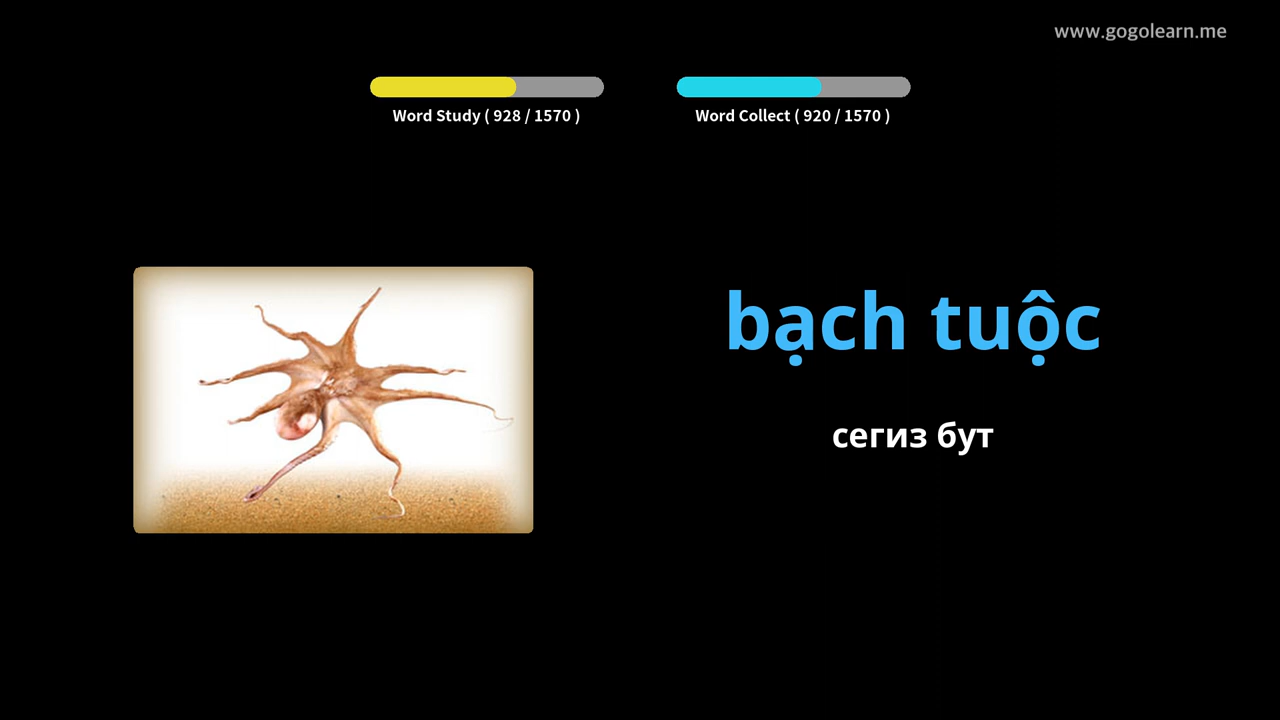 www.gogolearn.me
Word Study ( 928 / 1570 )
Word Collect ( 920 / 1570 )
bạch tuộc
сегиз бут